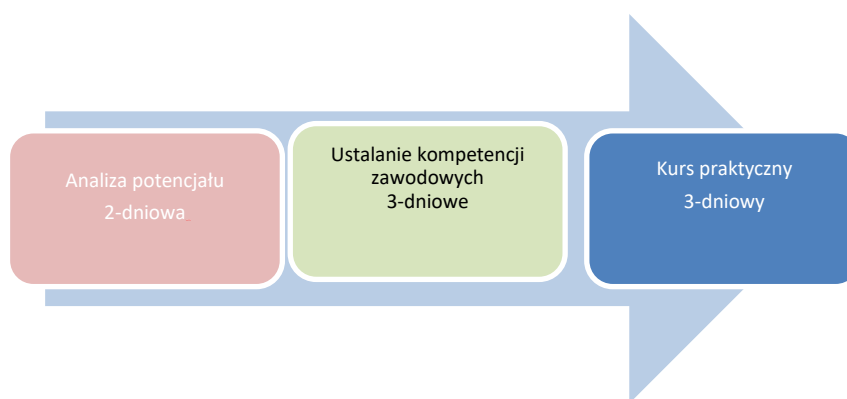 Analiza potencjału
2-dniowa
Ustalanie kompetencji
zawodowych
3-dniowe
Kurs praktyczny
3-dniowy